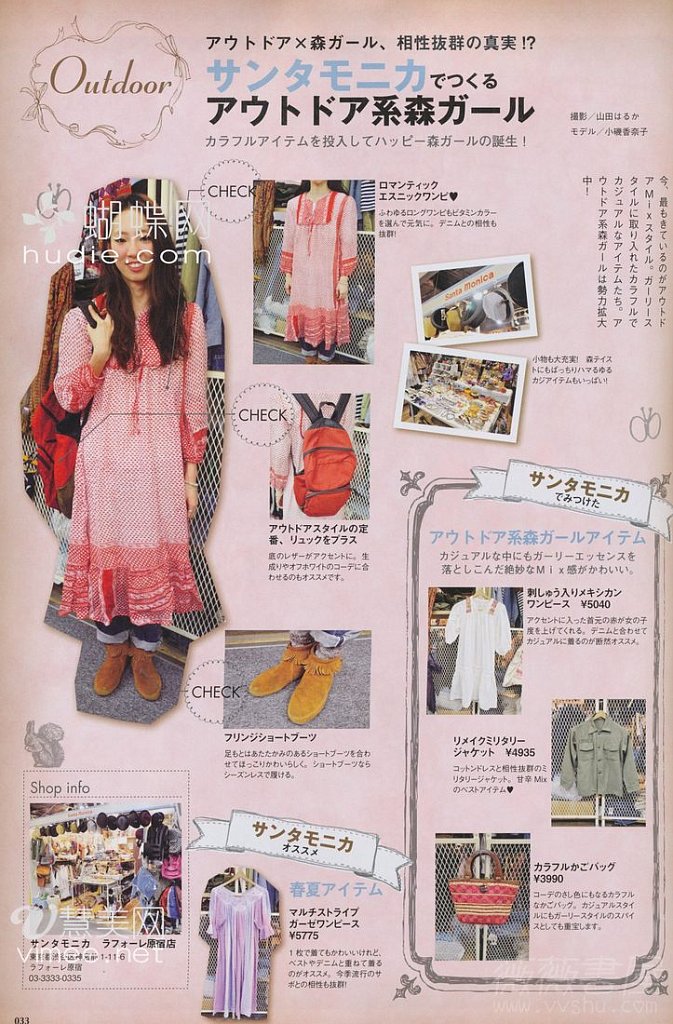 Outdoor
アウトドア×森ガール、相性抜群の真実!?
サンタモニカでつくる
アウトドア系森ガール
カラフルアイテムを投入してハッピー森ガールの誕生！
撮影／山田はるか
モデル／小磯香奈子
今、最もきているのがアウトド
アMixスタイル。ガーリース
タイルに取り入れたカラフルで
カジュアルなアイテムたち。ア
ウトドア系森ガールは勢力拡大
中！
蝴蝶网
hudie.com
CHECK
ロマンティック
エスニックワンピ♥
ふわゆるロングワンピもビタミンカラー
を選んで元気に。デニムとの相性も
抜群!
Santa Monica
小物も大充実!　森テイス
トにもばっちりハマるゆる
カジアイテムもいっぱい!
CHECK
アウトドアスタイルの定
番、リュックをプラス
底のレザーがアクセントに。生
成りやオフホワイトのコーデに合
わせるのもオススメです。
CHECK
フリンジショートブーツ
足もとはあたたかみのあるショートブーツを合わ
せてほっこりかわいらしく。ショートブーツなら
シーズンレスで履ける。
サンタモニカ
でみつけた
アウトドア系森ガールアイテム
カジュアルな中にもガーリーエッセンスを
落としこんだ絶妙なMix感がかわいい。
刺しゅう入りメキシカン
ワンピース　¥5040
アクセントに入った首元の赤が女の子
度を上げてくれる。デニムと合わせて
カジュアルに着るのが断然オススメ。
リメイクミリタリー
ジャケット　¥4935
コットンドレスと相性抜群のミ
リタリージャケット。甘辛Mix
のベストアイテム♥
カラフルかごバッグ
¥3990
コーデのさし色にもなるカラフル
なかごバッグ。カジュアルスタイ
ルにもガーリースタイルのスパイ
スとしても重宝します。
Shop info
サンタモニカ　ラフォーレ原宿店
ラフォーレ原宿
03-3333-0335
サンタモニカ
オススメ
春夏アイテム
マルチストライプ
ガーゼワンピース
¥5775
1枚で着てもかわいいけれど、
ベストやデニムと重ねて着る
のがオススメ。今季流行のサ
ボとの相性も抜群!
慧美网
www.vvshu.com
033